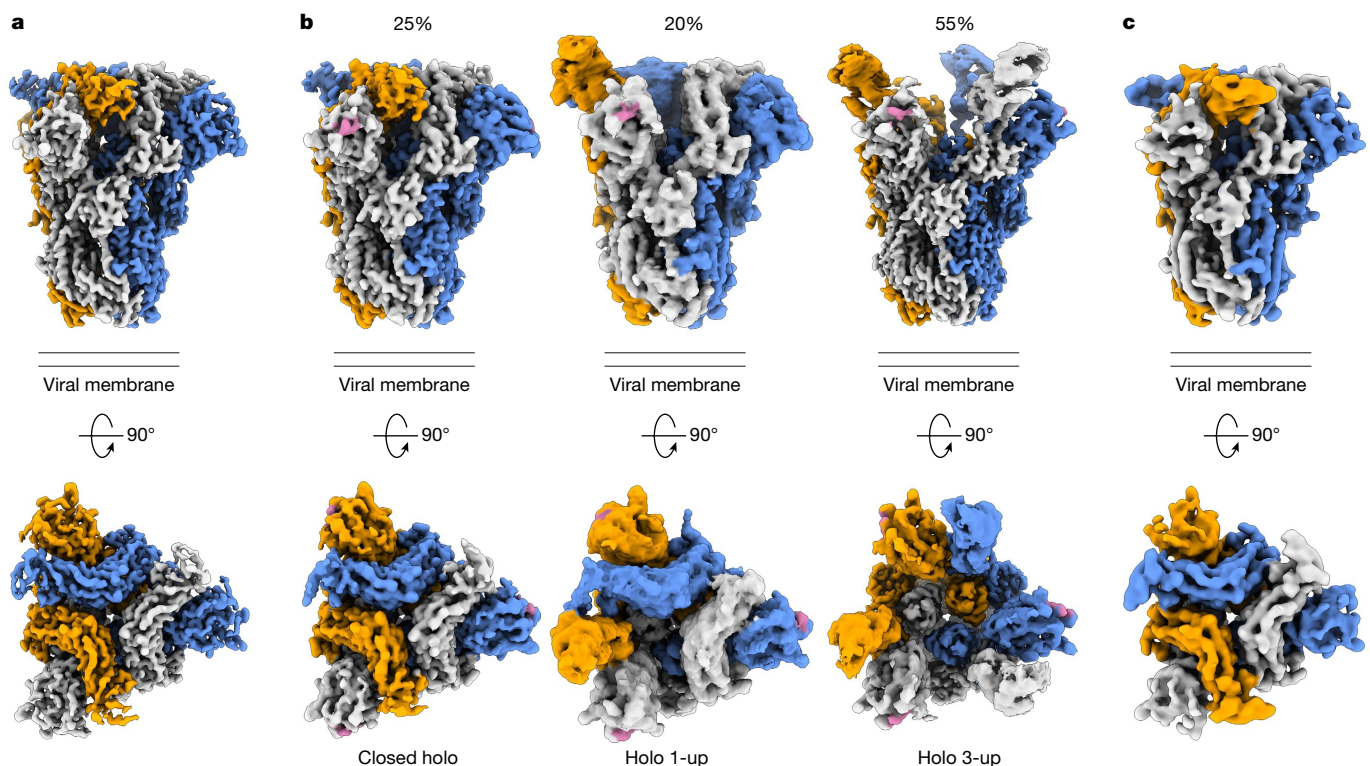 a
b
25%
20%
55%
c
Viral membrane
Viral membrane
Viral membrane
Viral membrane
Viral membrane
90°
90°
90°
90°
90°
Closed holo
Holo 1-up
Holo 3-up